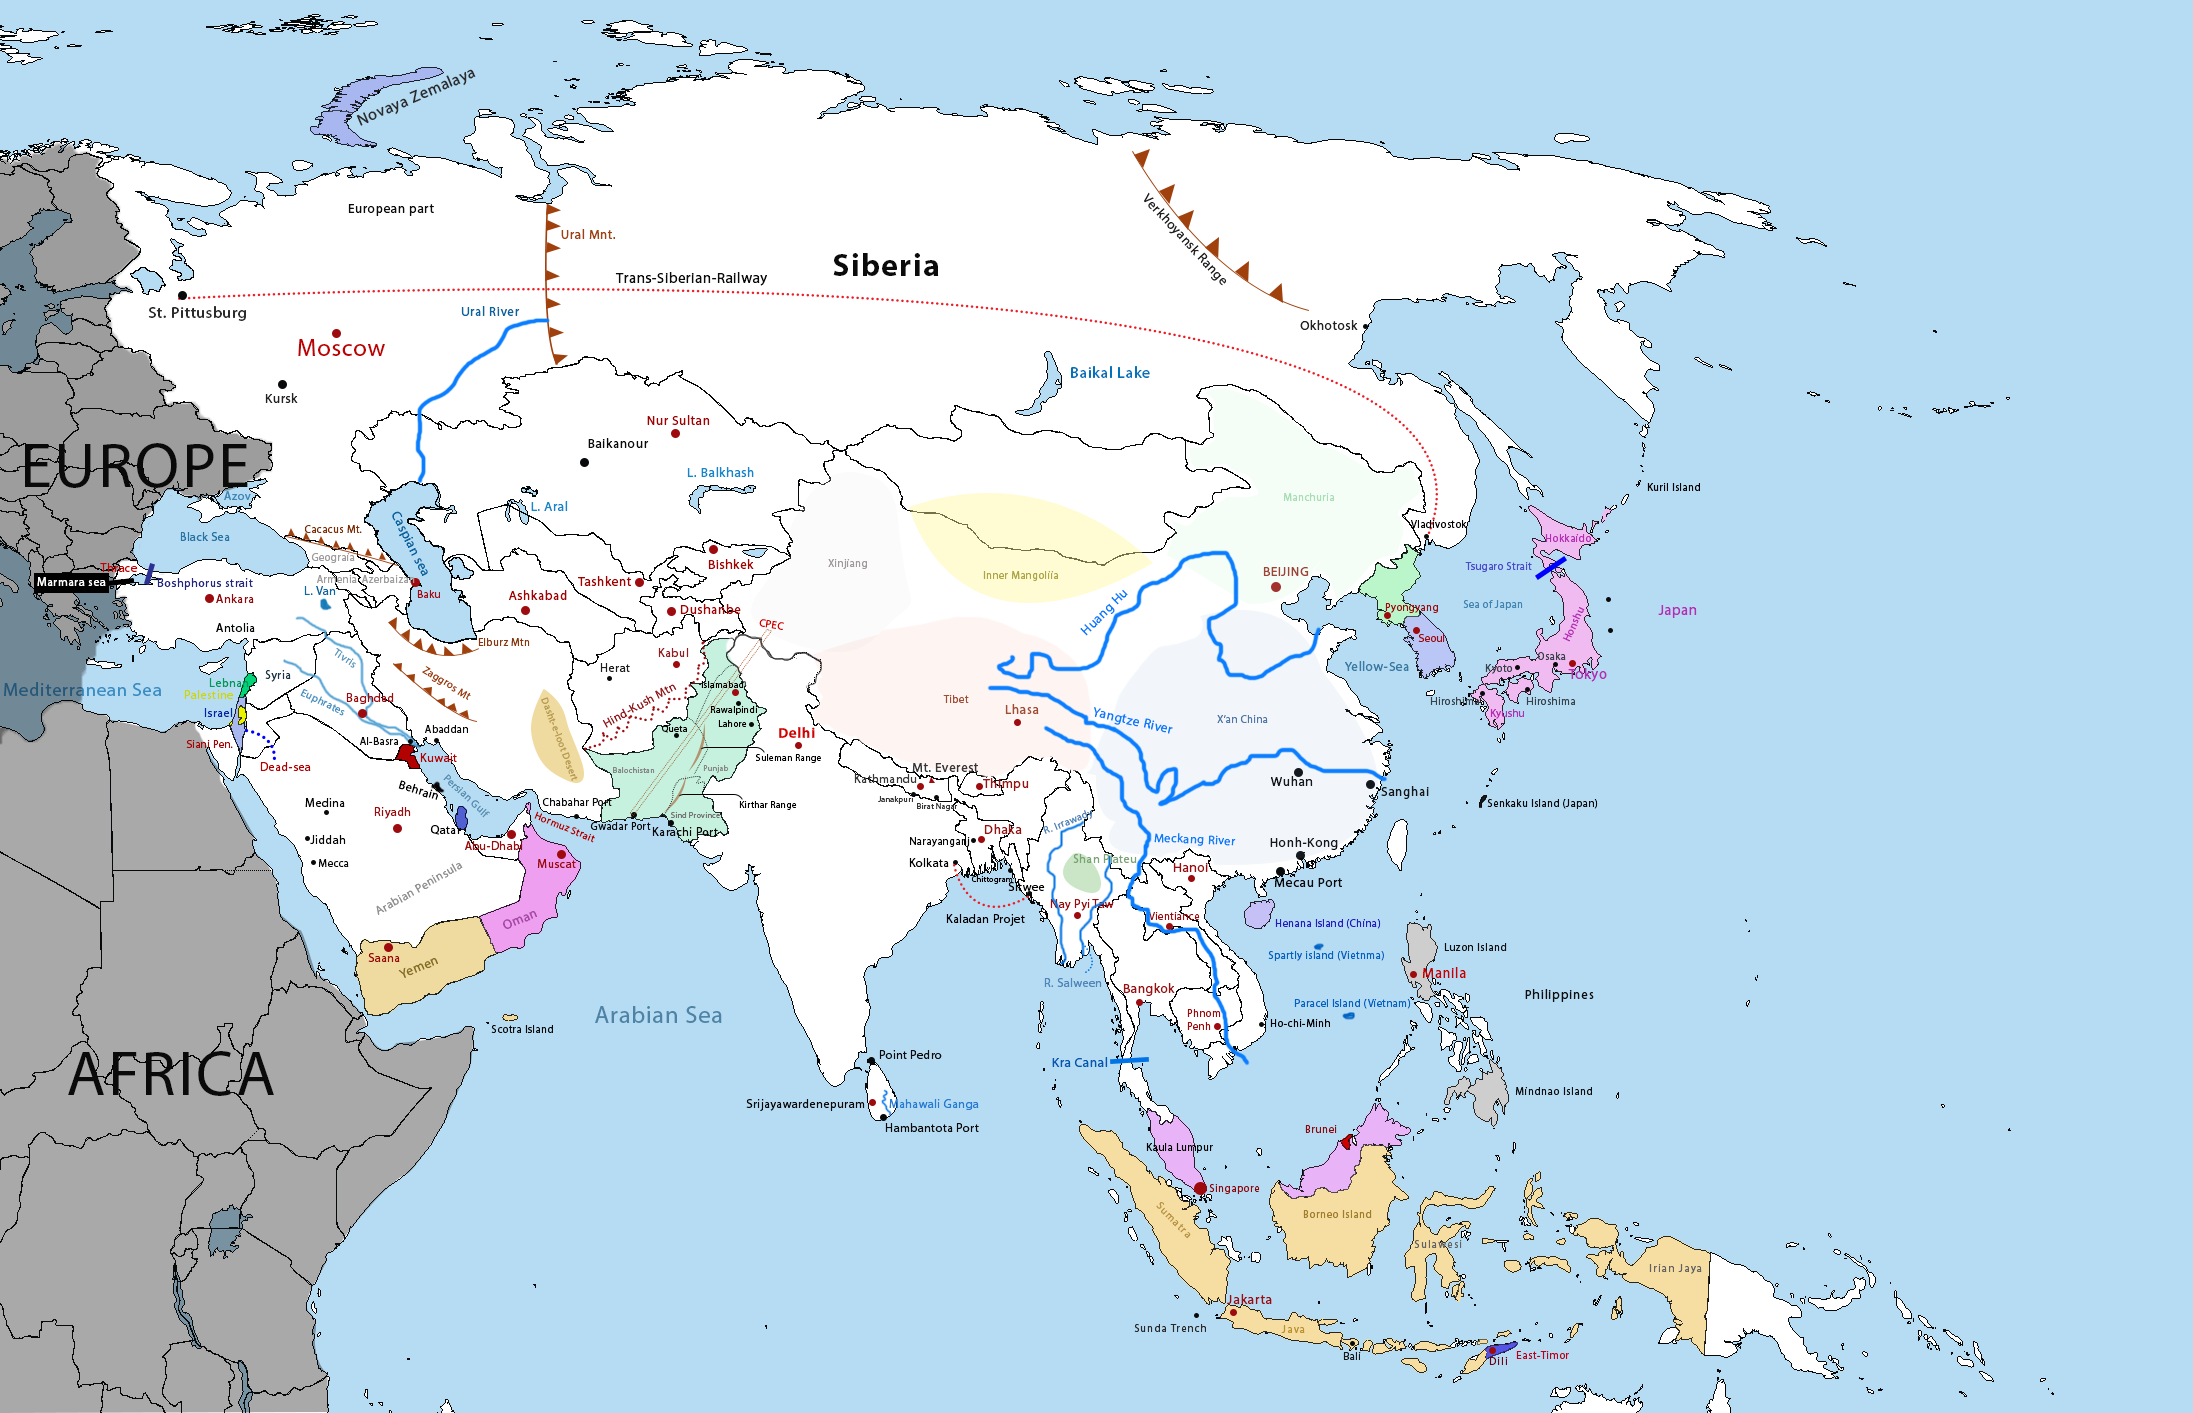 Novaya Zemalaya
European part
Ural Mnt.
Siberia
Verkhoyansk Range
Trans-Siberian-Railway
St. Pittusburg
Ural River
Okhotosk
Moscow
Baikal Lake
Kursk
Nur Sultan
Baikanour
EUROPE
L. Balkhash
Azov
L. Aral
Kuril Island
Manchuria
Black Sea
Cacacus Mt.
Caspian sea
Vladivostok
Hokkaido
Geograia
Xinjiang
Inner Mangoliía
Tsugaro Strait
Thrace
Marmara sea
Boshphorus strait
Armenia
Azerbaizan
Bishkek
BEIJING
L. Van
Baku
Tashkent
Ankara
Ashkabad
Dushanbe
Huang Hu
Pyongyang
Sea of Japan
Japan
Antolia
CPEC
Seoul
Honshu
Elburz Mtn
Tivris
Kabul
Herat
Osaka
Kyoto
Yellow-Sea
Tokyo
Syria
Zaggros Mt
Lebnan
Islamabad
Mediterranean Sea
Palestine
Euphrates
Baghdad
Hind-Kush Mtn
Tibet
Rawalpindi
Lhasa
Hiroshima
Hiroshima
Israel
Dasht-e-loot Desert
Lahore
Yangtze River
X'an China
Kyushu
Abaddan
Queta
Delhi
Al-Basra
Siani Pen.
Kuwait
Suleman Range
Dead-sea
Balochistan
Punjab
Mt. Everest
Kathmandu
Thimpu
Wuhan
Sanghai
Behrain
Persian Gulf
Janakpuri
Birat Nagar
Senkaku Island (Japan)
Medina
Chabahar Port
Kirthar Range
Riyadh
Sind Province
Hormuz Strait
Gwadar Port
Karachi Port
Qatar
R. Irrawady
Dhaka
Jiddah
Abu-Dhabi
Narayanganj
Meckang River
Honh-Kong
Mecca
Muscat
Kolkata
Shan Plateu
Hanoi
Arabian Peninsula
Chittogram
Sitwee
Mecau Port
Oman
Kaladan Projet
Nay Pyi Taw
Vientiance
Henana Island (China)
Saana
Yemen
Spartly island (Vietnma)
Luzon Island
Manila
R. Salween
Bangkok
Philippines
Paracel Island (Vietnam)
Scotra Island
Arabian Sea
Phnom
Penh
Ho-chi-Minh
AFRICA
Point Pedro
Kra Canal
Mindnao Island
Srijayawardenepuram
Mahawali Ganga
Hambantota Port
Brunei
Kaula Lumpur
Singapore
Sumatra
Borneo Island
Sulawesi
Irian Jaya
Jakarta
Sunda Trench
Java
Bali
Dili
East-Timor